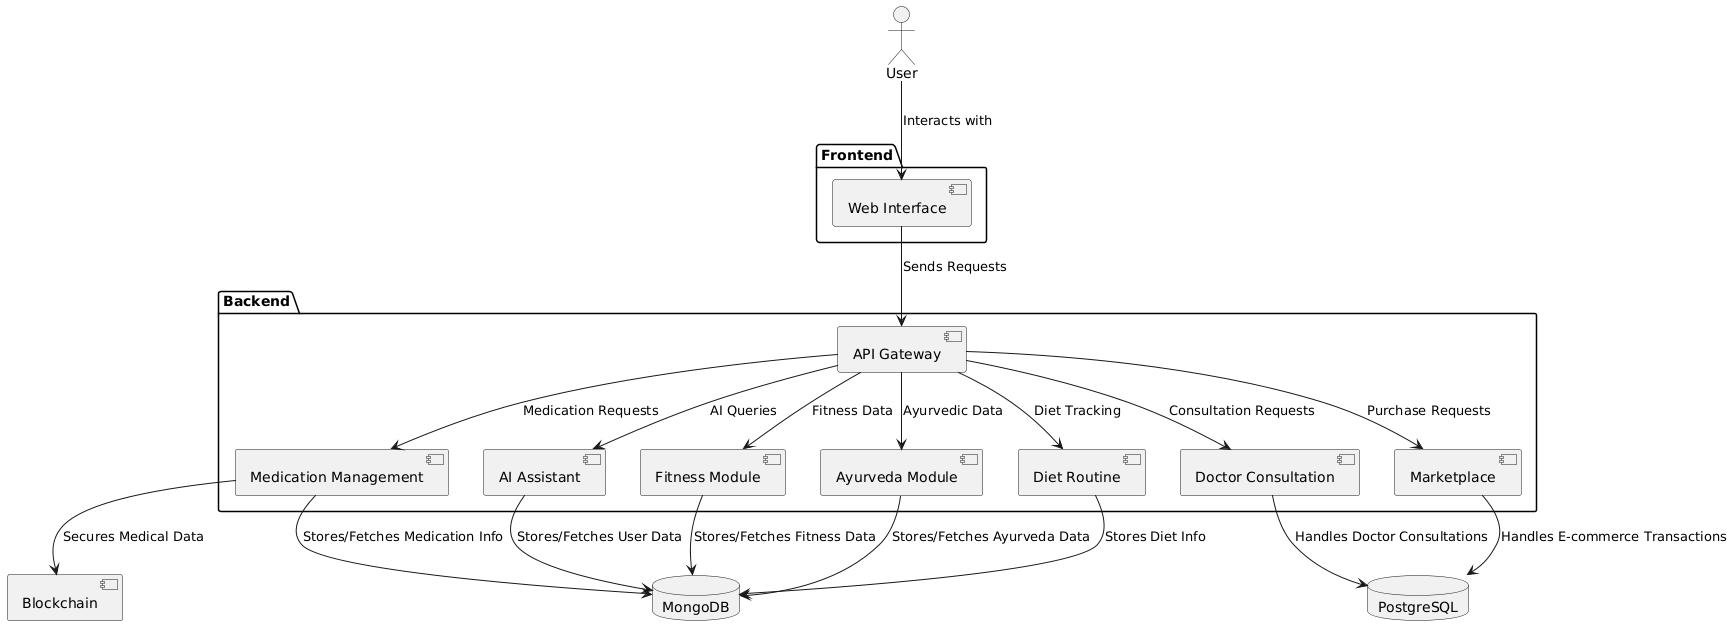 User
Interacts with
Frontend
Web Interface
Sends Requests
Backend
API Gateway
Medication Requests
AI Queries
Fitness Data
Ayurvedic Data
Diet Tracking
Consultation Requests
Purchase Requests
Medication Management
AI Assistant
Fitness Module
Ayurveda Module
Diet Routine
Doctor Consultation
Marketplace
Secures Medical Data
Stores/Fetches Medication Info
Stores/Fetches User Data
Stores/Fetches Fitness Data
Stores/Fetches Ayurveda Data
Stores Diet Info
Handles Doctor Consultations
Handles E-commerce Transactions
Blockchain
MongoDB
PostgreSQL